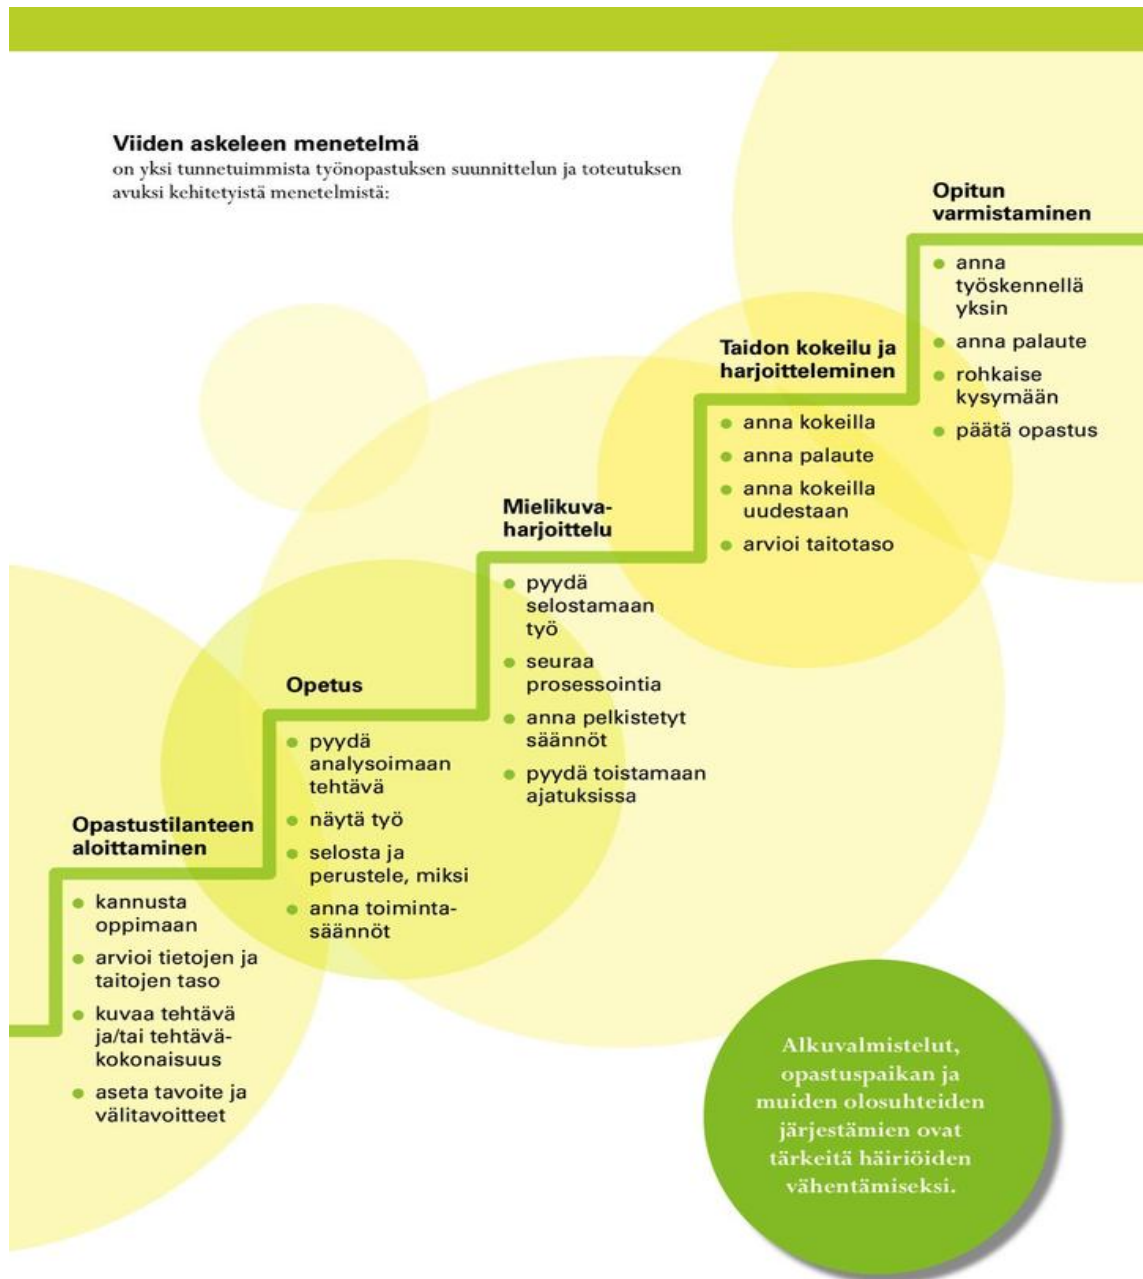 Viiden askeleen menetelmä
on yksi tunnetuimmista työnopastuksen suunnittelun ja toteutuksen
avuksi kehitetyistä menetelmistä:
Opastustilanteen
aloittaminen
• kannusta
oppimaan
• arvioi tietojen ja
taitojen taso
• kuvaa tehtävä
ja/tai tehtävä-
kokonaisuus
• aseta tavoite ja
välitavoitteet
Opetus
• pyydä
analysoimaan
tehtävä
• näytä työ
• selosta ja
perustele, miksi
• anna toiminta-
säännöt
Mielikuva-
harjoittelu
• pyydä
selostamaan
työ
• seuraa
prosessointia
• anna pelkistetyt
säännöt
• pyydä toistamaan
ajatuksissa
Taidon kokeilu ja
harjoitteleminen
• anna kokeilla
• anna palaute
• anna kokeilla
uudestaan
• arvioi taitotaso
Opitun
varmistaminen
• anna
työskennellä
yksin
• anna palaute
• rohkaise
kysymään
• päätä opastus
Alkuvalmistelut,
opastuspaikan ja
muiden olosuhteiden
järjestämien ovat
tärkeitä häiriöiden
vähentämiseksi.